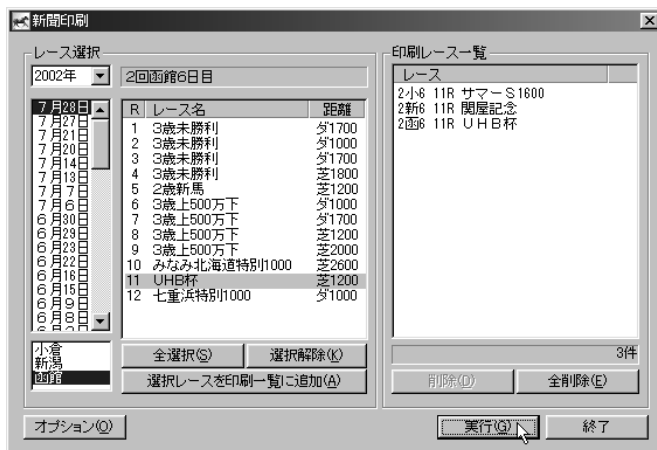 新聞印刷
レース選択
2002年
2回函館6日目
7月28日
7月27日
7月21日
7月20日
7月14日
7月13日
7月7日
7月6日
6月30日
6月29日
6月23日
6月22日
6月16日
6月15日
6月9日
6月8日
小倉
新潟
函館
R レース名 距離
1 3歳未勝利 ダ1700
2 3歳未勝利 ダ1000
3 3歳未勝利 ダ1700
4 3歳未勝利 芝1800
5 2歳新馬 芝1200
6 3歳上500万下 ダ1000
7 3歳上500万下 ダ1700
8 3歳上500万下 芝1200
9 3歳上500万下 芝2000
10 みなみ北海道特別1000 芝2600
11 UHB杯 芝1200
12 七重浜特別1000 ダ1000
全選択(S) 選択解除(K)
選択レースを印刷一覧に追加(A)
印刷レース一覧
レース
2小6 11R サマーS1600
2新6 11R 関屋記念
2函6 11R UHB杯
3件
削除(D) 全削除(E)
オプション(O)
実行(G) 終了